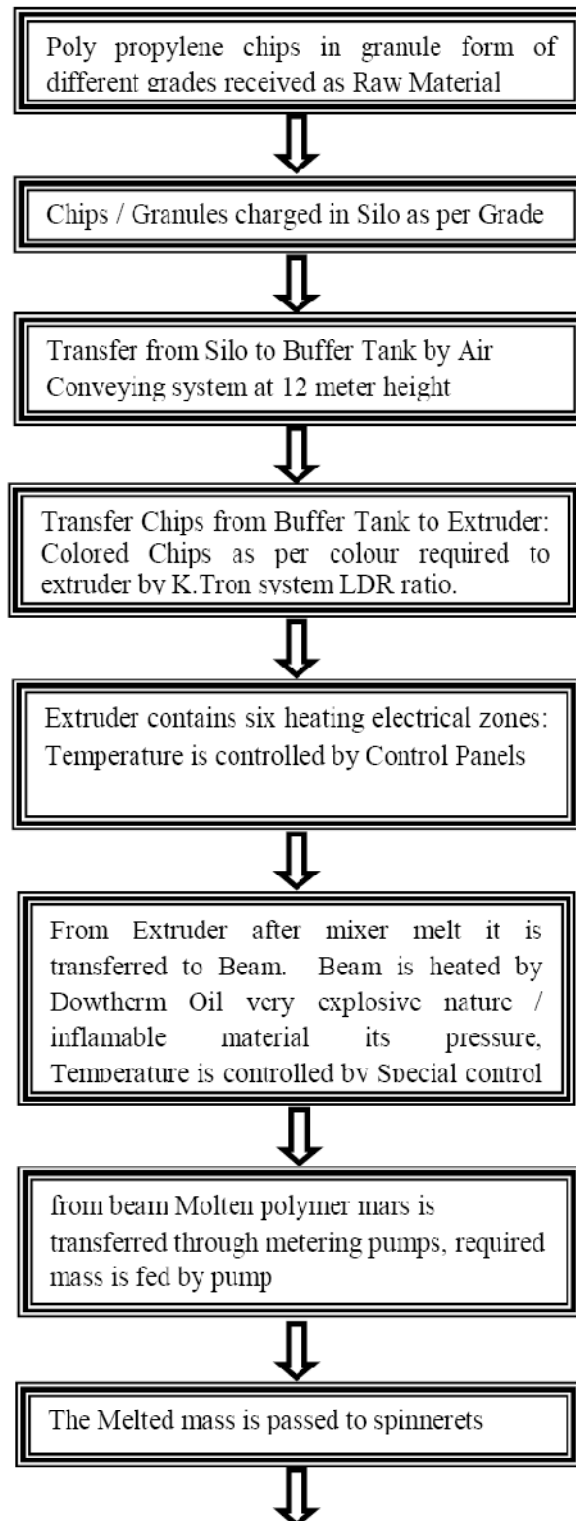 Poly propylene chips in granule form of
different grades received as Raw Material
Chips / Granules charged in Silo as per Grade
Transfer from Silo to Buffer Tank by Air
Conveying system at 12 meter height
Transfer Chips from Buffer Tank to Extruder:
Colored Chips as per colour required to
extruder by K.Tron system LDR ratio.
Extruder contains six heating electrical zones:
Temperature is controlled by Control Panels
From Extruder after mixer melt it is
transferred to Beam. Beam is heated by
Dowtherm Oil very explosive nature /
inflamable material its pressure,
Temperature is controlled by Special control
from beam Molten polymer mars is
transferred through metering pumps, required
mass is fed by pump
The Melted mass is passed to spinnerets